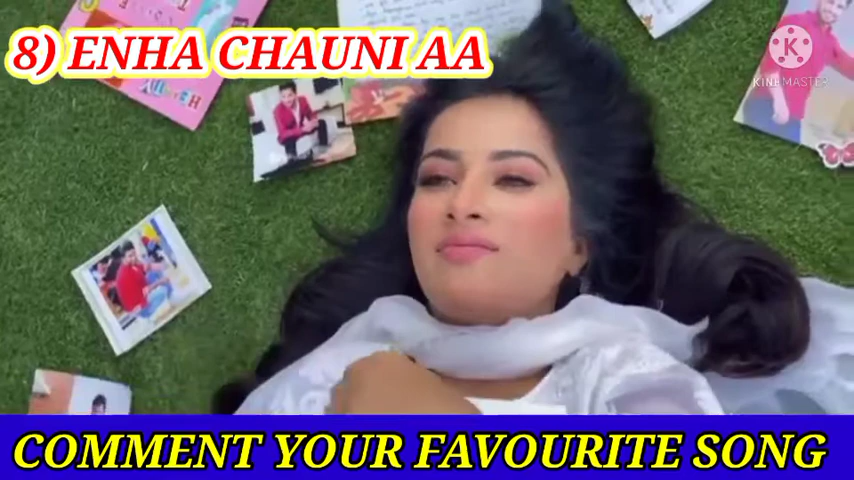 8) ENHA CHAUNI AA
KINEMASTER
COMMENT YOUR FAVOURITE SONG